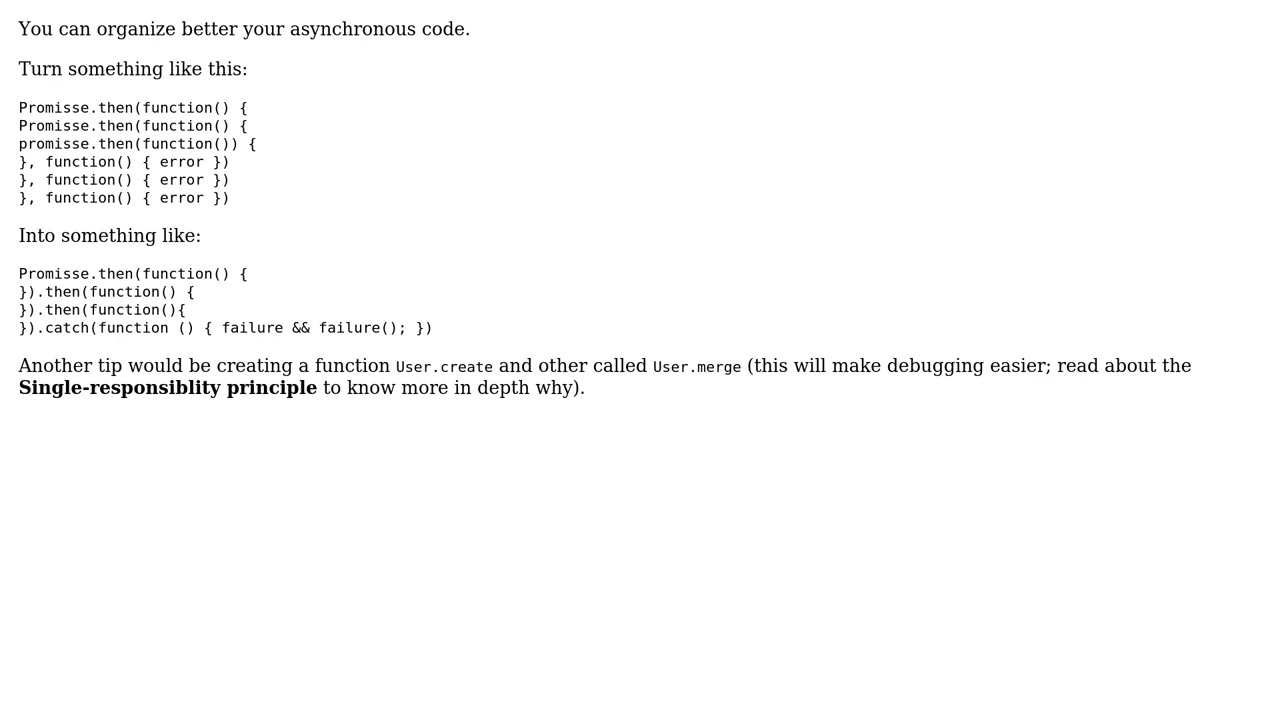 You can organize better your asynchronous code.
Turn something like this:
Promisse.then(function() {
Promisse.then(function() {
promisse.then(function()) {
}, function() { error })
}, function() { error })
}, function() { error })
Into something like:
Promisse.then(function() {
}).then(function() {
}).then(function(){
}).catch(function () { failure && failure(); })
Another tip would be creating a function User.create and other called User.merge (this will make debugging easier; read about the
Single-responsiblity principle to know more in depth why).